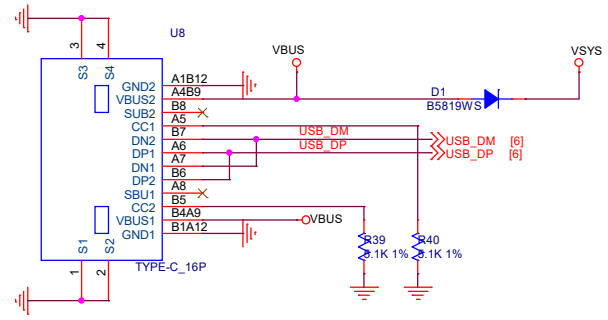 U8
VBUS
VSYS
3
4
S3
S4
GND2
A1B12
VBUS2
A4B9
D1
B5819WS
SUB2
B8
CC1
A5
DN2
B7
USB_DM
USB_DM [6]
DP1
A6
USB_DP
USB_DP [6]
DN1
A7
DP2
B6
SBU1
A8
CC2
B5
VBUS1
B4A9
VBUS
GND1
B1A12
R39
R40
5.1K 1%
5.1K 1%
S1
S2
TYPE-C_16P
1
2